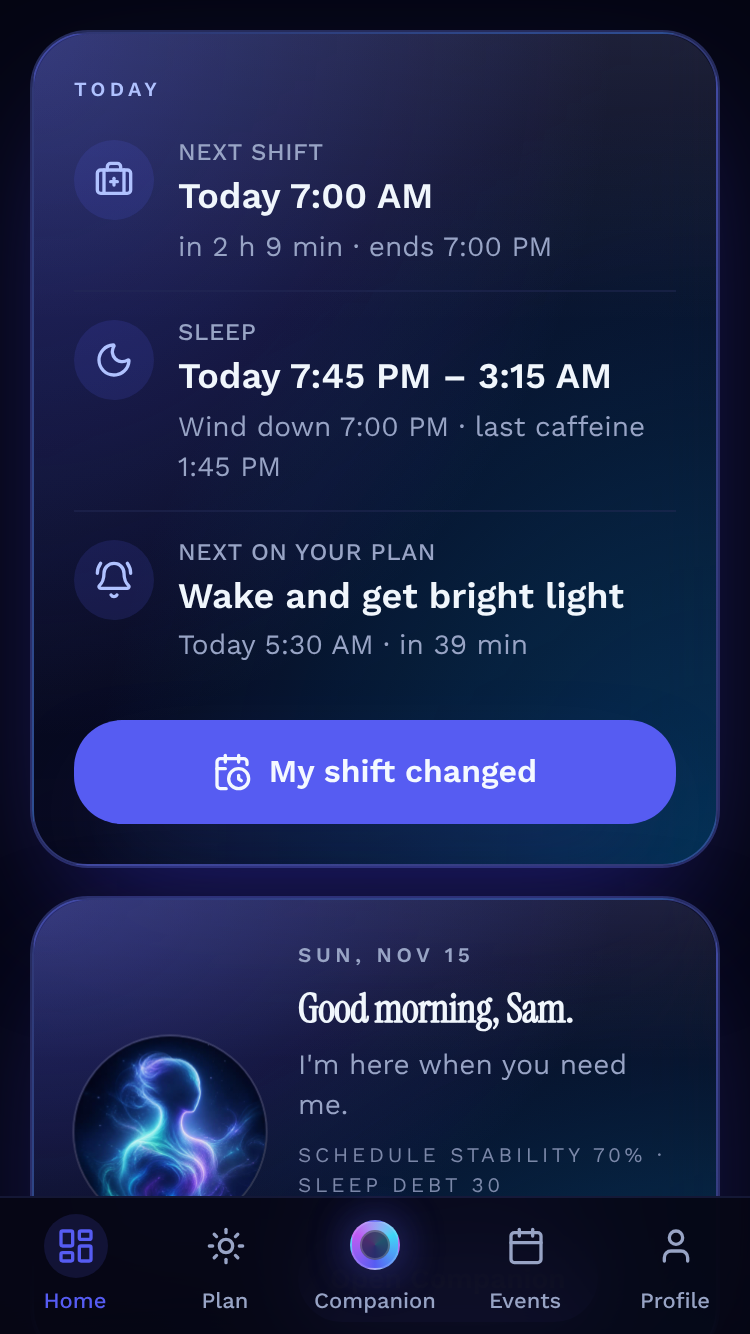 TODAY
NEXT SHIFT
Today 7:00 AM
in 2 h 9 min · ends 7:00 PM
SLEEP
Today 7:45 PM – 3:15 AM
Wind down 7:00 PM · last caffeine
1:45 PM
NEXT ON YOUR PLAN
Wake and get bright light
Today 5:30 AM · in 39 min
My shift changed
SUN, NOV 15
Good morning, Sam.
I'm here when you need
me.
SCHEDULE STABILITY 70% ·
SLEEP DEBT 30
Home
Plan
Companion
Events
Profile